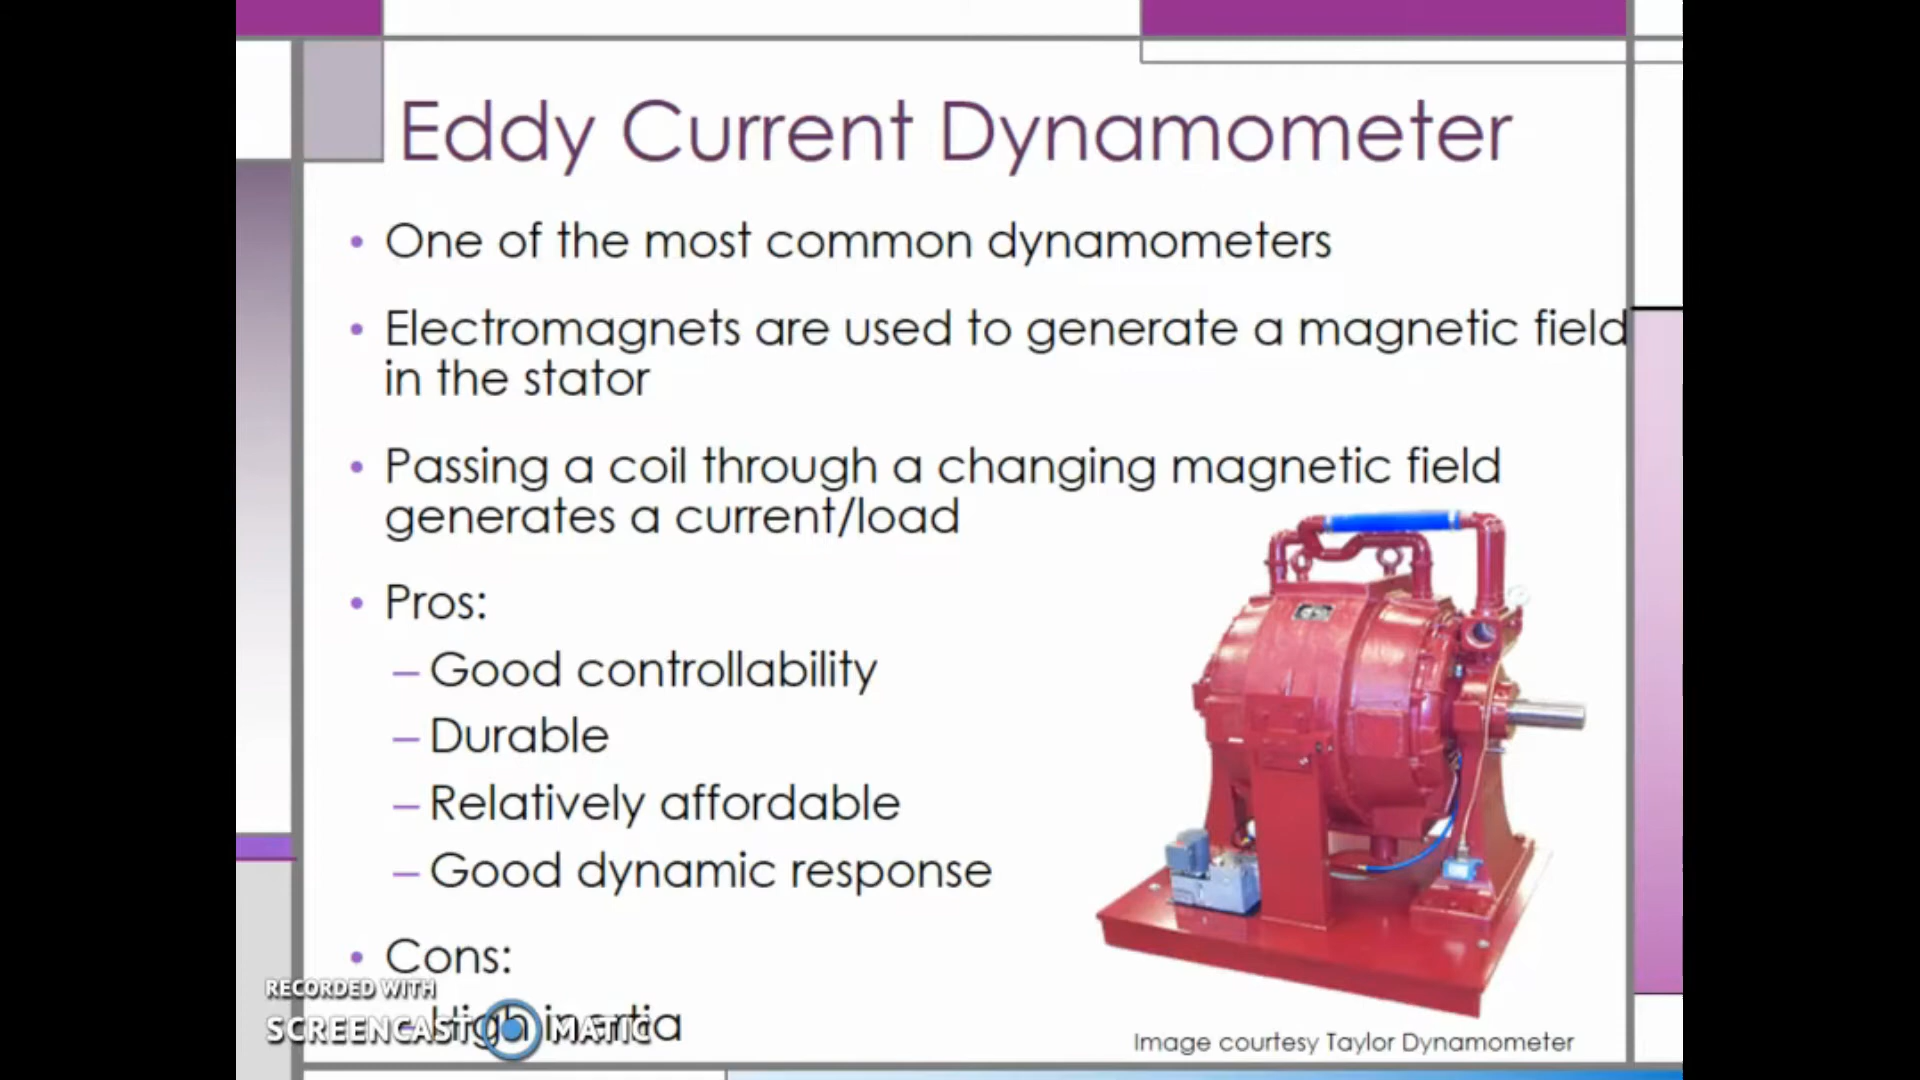 Eddy Current Dynamometer
• One of the most common dynamometers
• Electromagnets are used to generate a magnetic field
in the stator
• Passing a coil through a changing magnetic field
generates a current/load
• Pros:
– Good controllability
– Durable
– Relatively affordable
– Good dynamic response
• Cons:
RECORDED WITH
– High inertia
SCREENCAST MATIC
Image courtesy Taylor Dynamometer